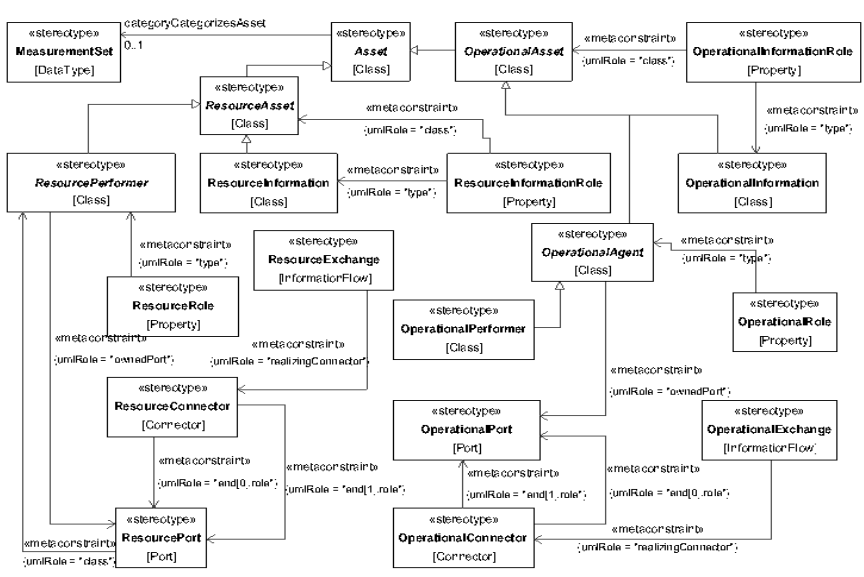 «stereotype»
MeasurementSet
[DataType]
categoryCategorizesAsset
0..1
«stereotype»
Asset
[Class]
«stereotype»
OperationalAsset
[Class]
«metaconstraint»
{umlRole = "class"}
«stereotype»
OperationalInformationRole
[Property]
«stereotype»
ResourceAsset
[Class]
«metaconstraint»
{umlRole = "class"}
«metaconstraint»
{umlRole = "type"}
«stereotype»
ResourcePerformer
[Class]
«stereotype»
ResourceInformation
[Class]
«metaconstraint»
{umlRole = "type"}
«stereotype»
ResourceInformationRole
[Property]
«stereotype»
OperationalInformation
[Class]
«metaconstraint»
{umlRole = "type"}
«stereotype»
ResourceExchange
[InformationFlow]
«stereotype»
OperationalAgent
[Class]
«metaconstraint»
{umlRole = "type"}
«stereotype»
ResourceRole
[Property]
«stereotype»
OperationalPerformer
[Class]
«stereotype»
OperationalRole
[Property]
«metaconstraint»
{umlRole = "ownedPort"}
«metaconstraint»
{umlRole = "realizingConnector"}
«metaconstraint»
{umlRole = "ownedPort"}
«stereotype»
ResourceConnector
[Connector]
«stereotype»
OperationalPort
[Port]
«stereotype»
OperationalExchange
[InformationFlow]
«metaconstraint»
{umlRole = "end[0].role"}
«metaconstraint»
{umlRole = "end[1].role"}
«metaconstraint»
{umlRole = "end[1].role"}
«metaconstraint»
{umlRole = "end[0].role"}
«stereotype»
ResourcePort
[Port]
«metaconstraint»
{umlRole = "class"}
«stereotype»
OperationalConnector
[Connector]
«metaconstraint»
{umlRole = "realizingConnector"}